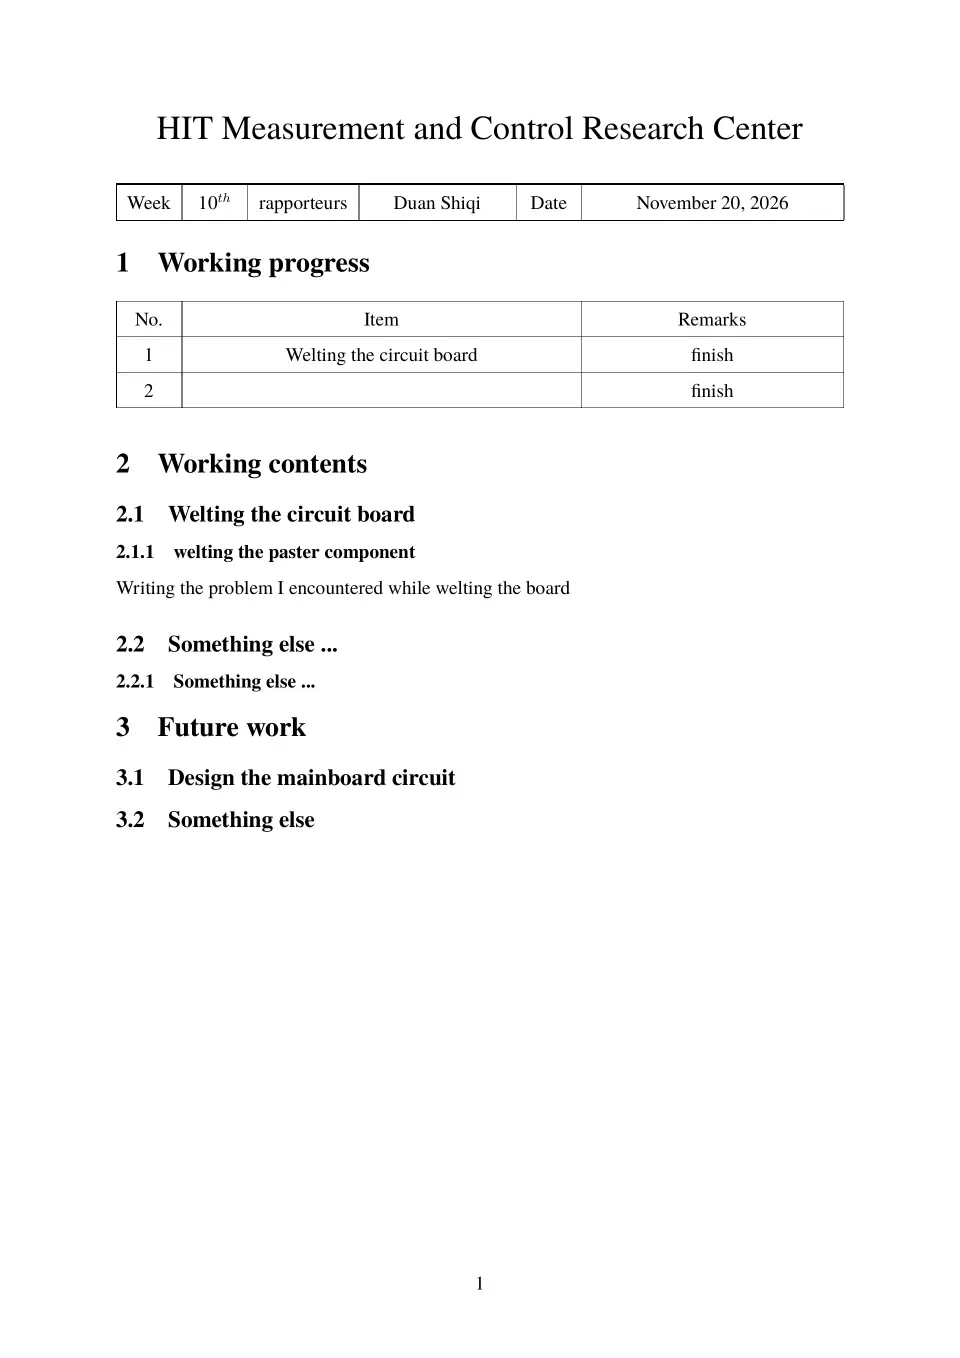 HIT Measurement and Control Research Center
Week 10th rapporteurs Duan Shiqi Date November 20, 2026
1 Working progress
No. Item Remarks
1 Welting the circuit board finish
2 finish
2 Working contents
2.1 Welting the circuit board
2.1.1 welting the paster component
Writing the problem I encountered while welting the board
2.2 Something else ...
2.2.1 Something else ...
3 Future work
3.1 Design the mainboard circuit
3.2 Something else
1